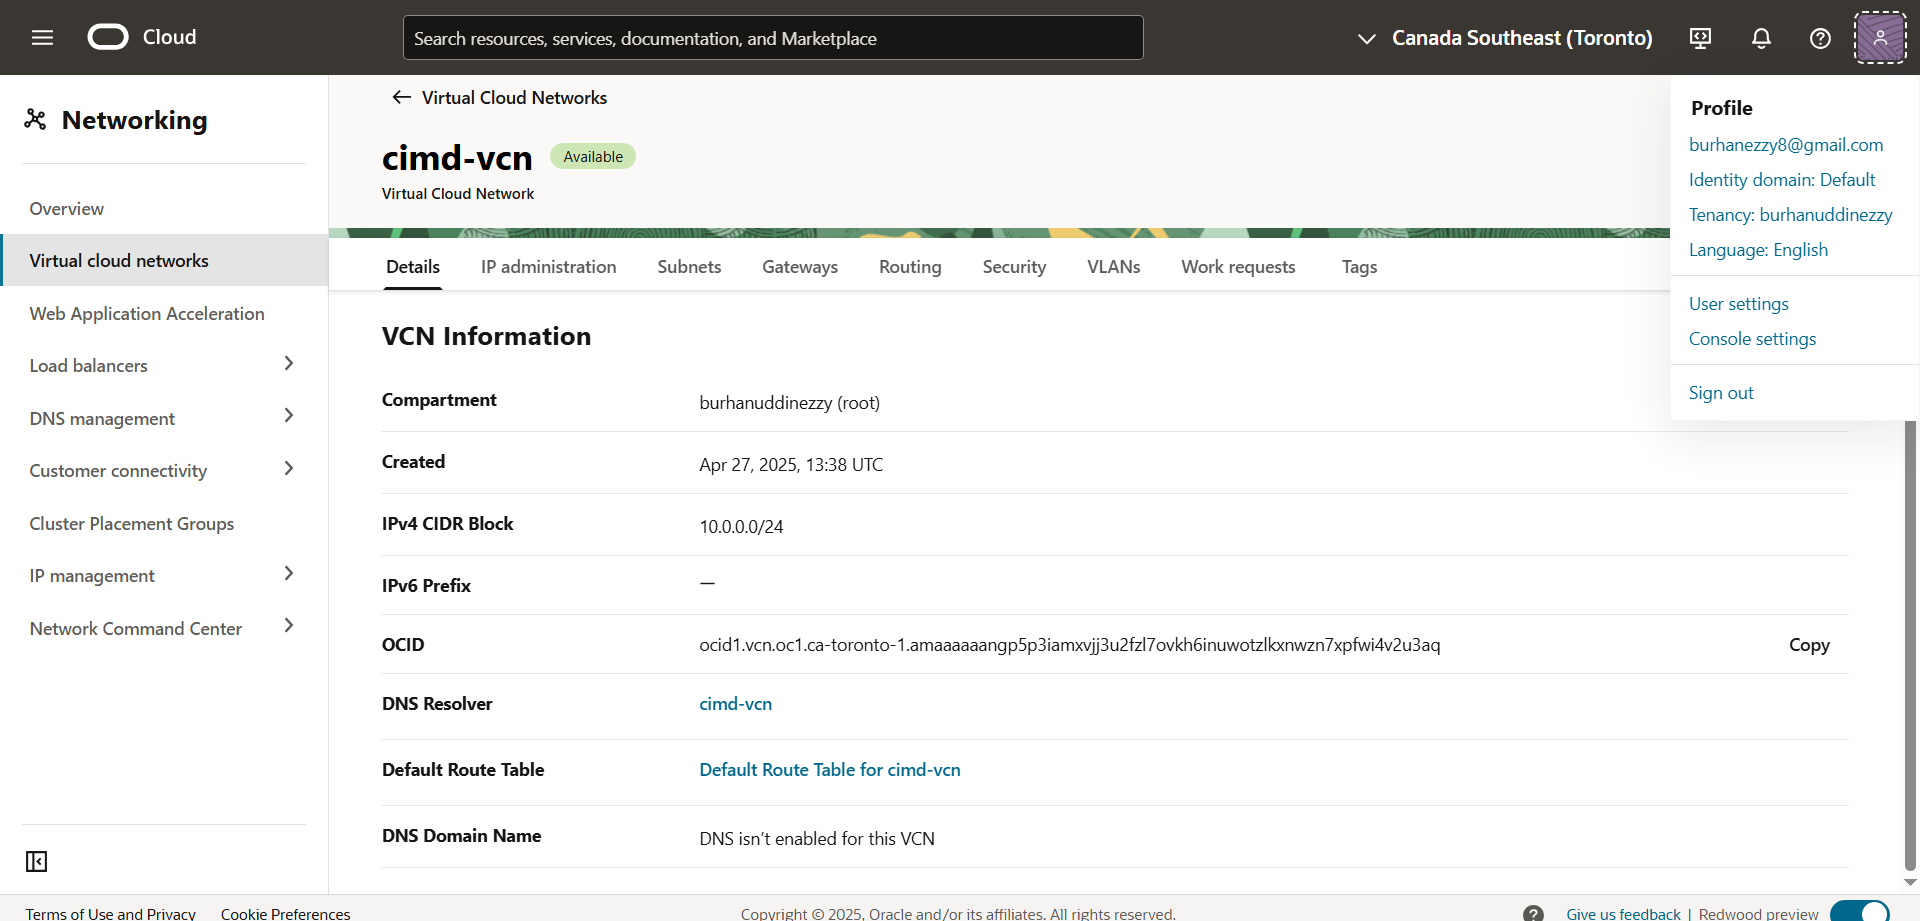 Cloud
Search resources, services, documentation, and Marketplace
Canada Southeast (Toronto)
Networking
Overview
Virtual cloud networks
Web Application Acceleration
Load balancers
DNS management
Customer connectivity
Cluster Placement Groups
IP management
Network Command Center
Virtual Cloud Networks
cimd-vcn
Available
Virtual Cloud Network
Details
IP administration
Subnets
Gateways
Routing
Security
VLANs
Work requests
Tags
Profile
burhanezzy8@gmail.com
Identity domain: Default
Tenancy: burhanuddinezzy
Language: English
User settings
Console settings
Sign out
VCN Information
Compartment burhanuddinezzy (root)
Created Apr 27, 2025, 13:38 UTC
IPv4 CIDR Block 10.0.0.0/24
IPv6 Prefix —
OCID ocid1.vcn.oc1.ca-toronto-1.amaaaaaangp5p3iamxvjj3u2fzl7ovkh6inuwotzlkxnwzn7xpfwi4v2u3aq Copy
DNS Resolver cimd-vcn
Default Route Table Default Route Table for cimd-vcn
DNS Domain Name DNS isn't enabled for this VCN
Terms of Use and Privacy Cookie Preferences Copyright © 2025, Oracle and/or its affiliates. All rights reserved. Give us feedback | Redwood preview